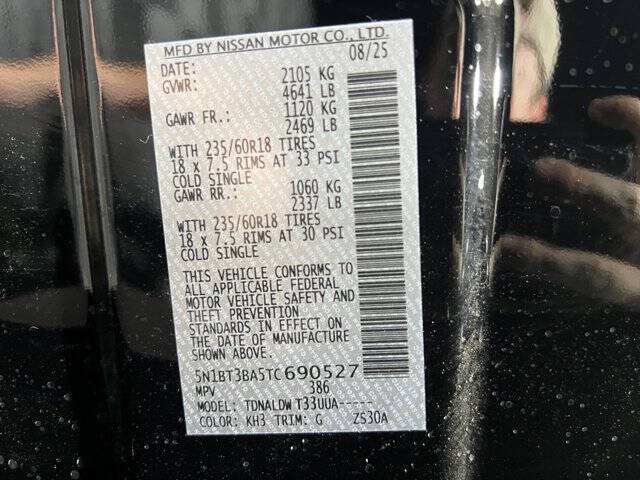 MFD BY NISSAN MOTOR CO., LTD.
DATE: 08/25
GVWR: 2105 KG
4641 LB
GAWR FR.: 1120 KG
2469 LB
WITH 235/60R18 TIRES
18 x 7.5 RIMS AT 33 PSI
COLD SINGLE
GAWR RR.: 1060 KG
2337 LB
WITH 235/60R18 TIRES
18 x 7.5 RIMS AT 30 PSI
COLD SINGLE
THIS VEHICLE CONFORMS TO
ALL APPLICABLE FEDERAL
MOTOR VEHICLE SAFETY AND
THEFT PREVENTION
STANDARDS IN EFFECT ON
THE DATE OF MANUFACTURE
SHOWN ABOVE.
5N1BT3BA5TC690527
MPV 386
MODEL: TDNALDW T33UUA-----
COLOR: KH3 TRIM: G ZS30A